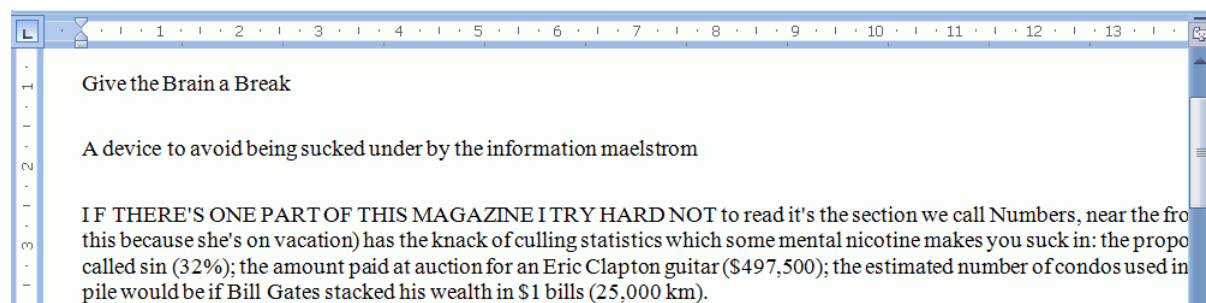 L 1 2 3 4 5 6 7 8 9 10 11 12 13
1
Give the Brain a Break
A device to avoid being sucked under by the information maelstrom
2
I F THERE'S ONE PART OF THIS MAGAZINE I TRY HARD NOT to read it's the section we call Numbers, near the fro
3
this because she's on vacation) has the knack of culling statistics which some mental nicotine makes you suck in: the propo
called sin (32%); the amount paid at auction for an Eric Clapton guitar ($497,500); the estimated number of condos used in
pile would be if Bill Gates stacked his wealth in $1 bills (25,000 km).